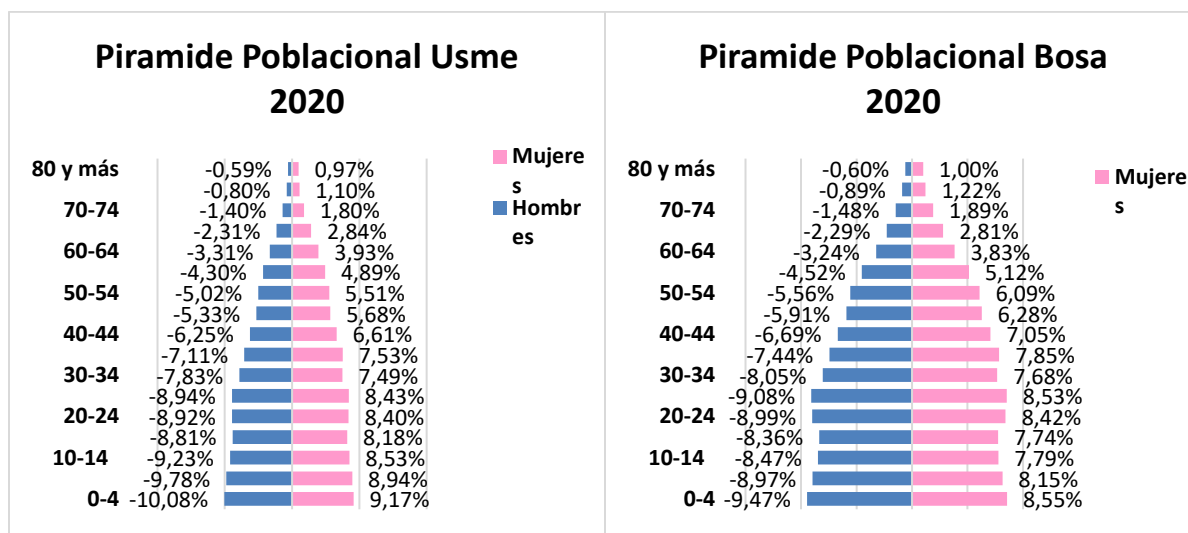 Piramide Poblacional Usme
2020
80 y más -0,59% 0,97%
-0,80% 1,10%
70-74 -1,40% 1,80%
-2,31% 2,84%
60-64 -3,31% 3,93%
-4,30% 4,89%
50-54 -5,02% 5,51%
-5,33% 5,68%
40-44 -6,25% 6,61%
-7,11% 7,53%
30-34 -7,83% 7,49%
-8,94% 8,43%
20-24 -8,92% 8,40%
-8,81% 8,18%
10-14 -9,23% 8,53%
-9,78% 8,94%
0-4 -10,08% 9,17%
Mujere
s
Hombr
es
Piramide Poblacional Bosa
2020
80 y más -0,60% 1,00%
-0,89% 1,22%
70-74 -1,48% 1,89%
-2,29% 2,81%
60-64 -3,24% 3,83%
-4,52% 5,12%
50-54 -5,56% 6,09%
-5,91% 6,28%
40-44 -6,69% 7,05%
-7,44% 7,85%
30-34 -8,05% 7,68%
-9,08% 8,53%
20-24 -8,99% 8,42%
-8,36% 7,74%
10-14 -8,47% 7,79%
-8,97% 8,15%
0-4 -9,47% 8,55%
Mujere
s